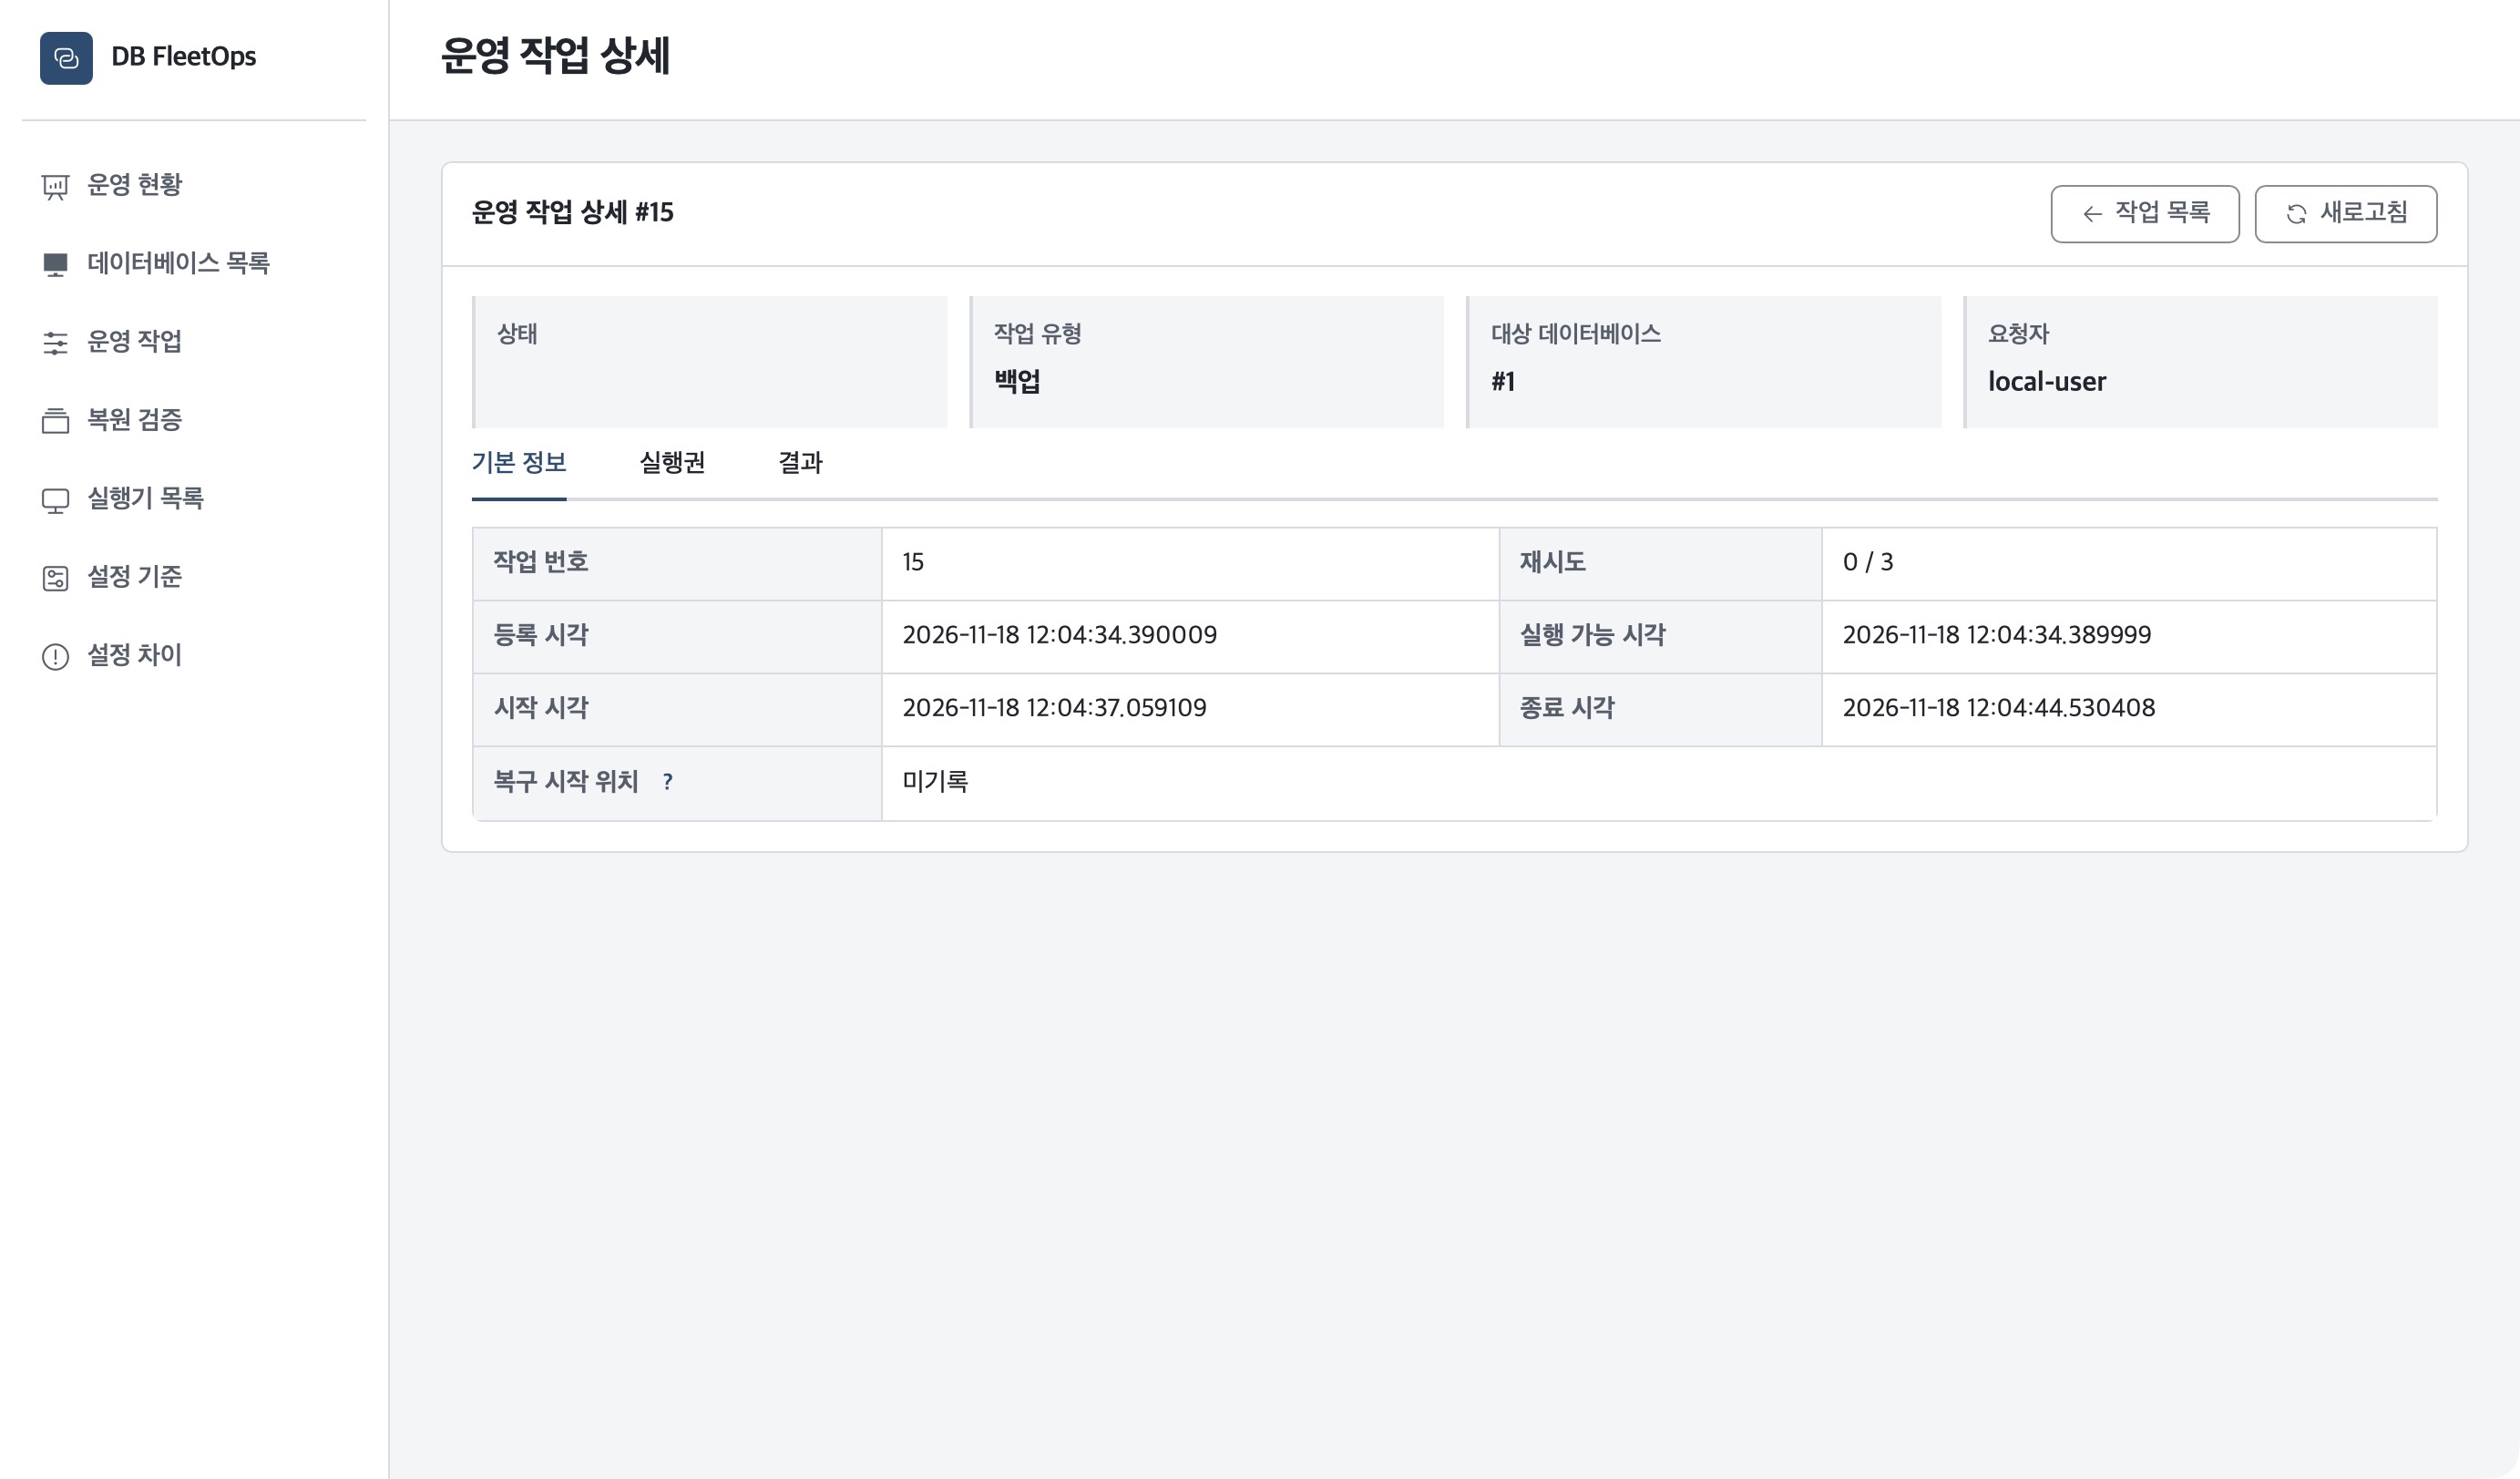 DB FleetOps
운영 현황
데이터베이스 목록
운영 작업
복원 검증
실행기 목록
설정 기준
설정 차이
운영 작업 상세
운영 작업 상세 #15
작업 목록
새로고침
상태
작업 유형
백업
대상 데이터베이스
#1
요청자
local-user
기본 정보 실행권 결과
작업 번호 15 재시도 0 / 3
등록 시각 2026-11-18 12:04:34.390009 실행 가능 시각 2026-11-18 12:04:34.389999
시작 시각 2026-11-18 12:04:37.059109 종료 시각 2026-11-18 12:04:44.530408
복구 시작 위치 ? 미기록